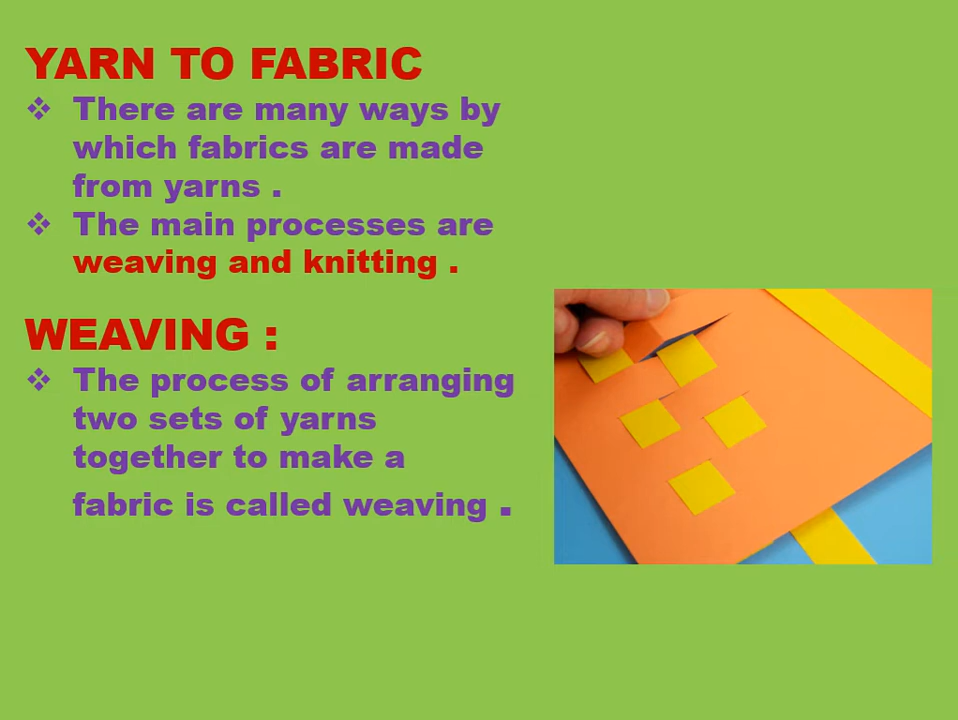 YARN TO FABRIC
❖ There are many ways by
which fabrics are made
from yarns .
❖ The main processes are
weaving and knitting .
WEAVING :
❖ The process of arranging
two sets of yarns
together to make a
fabric is called weaving .